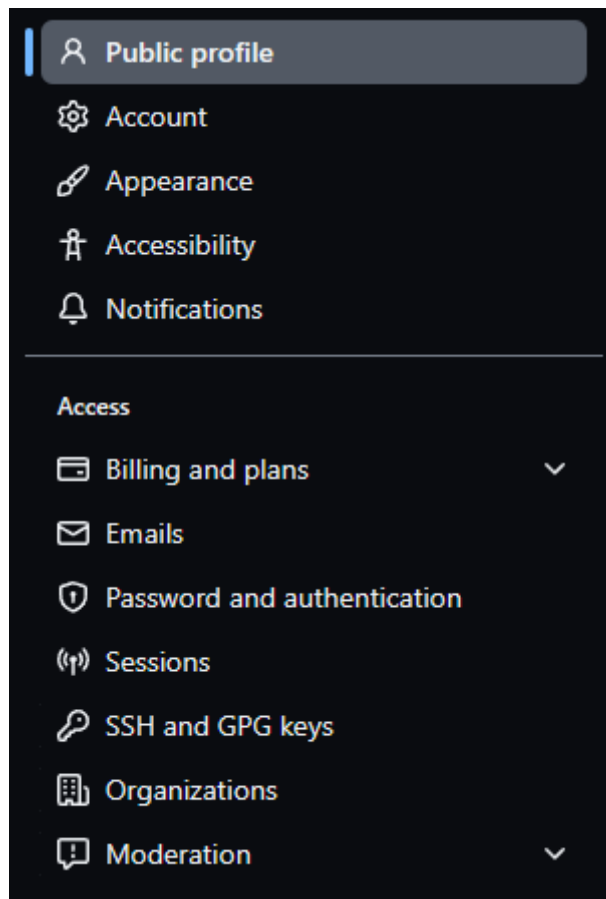 Public profile
Account
Appearance
Accessibility
Notifications
Access
Billing and plans
Emails
Password and authentication
Sessions
SSH and GPG keys
Organizations
Moderation